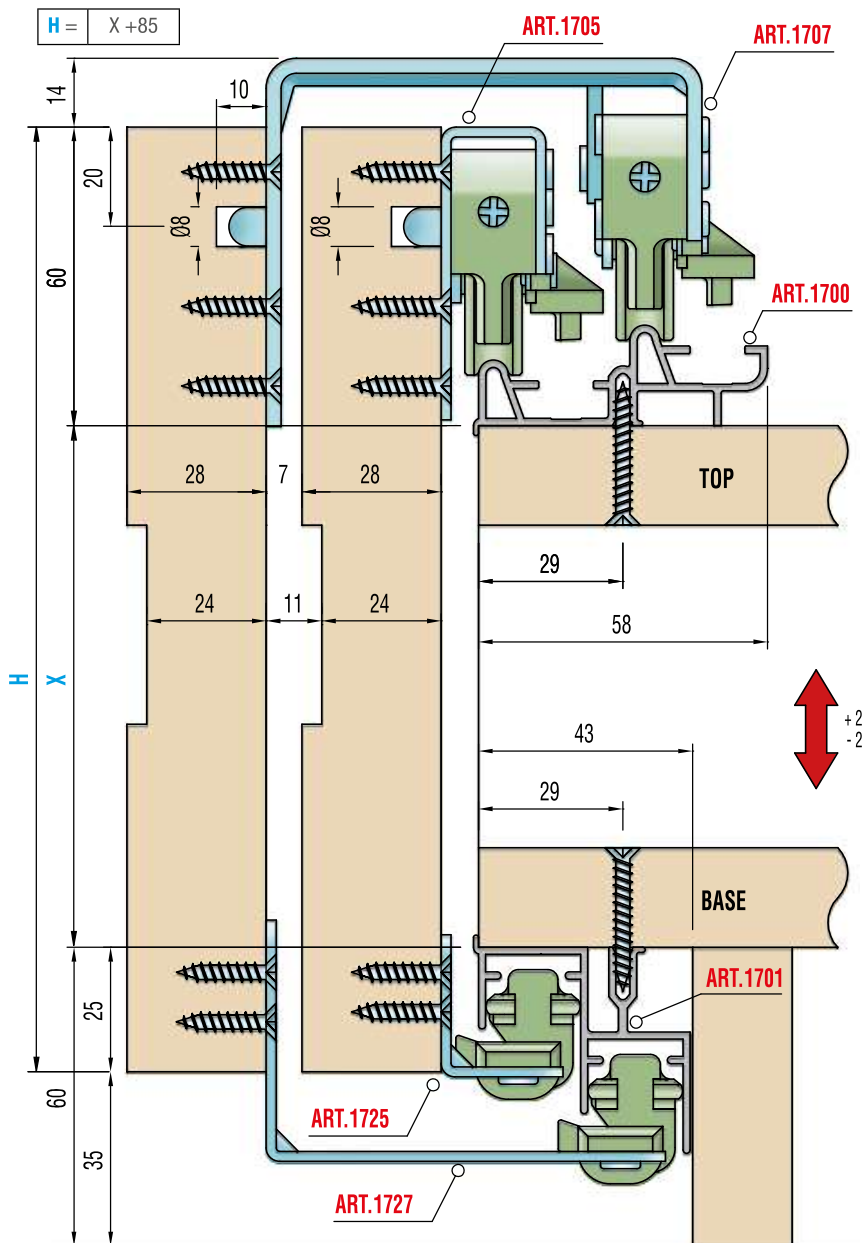 H = X +85
ART.1705
ART.1707
14
10
20
Ø8
Ø8
60
ART.1700
28
7
28
TOP
29
24
11
24
58
H
X
43
+2
-2
29
BASE
25
ART.1701
60
35
ART.1725
ART.1727